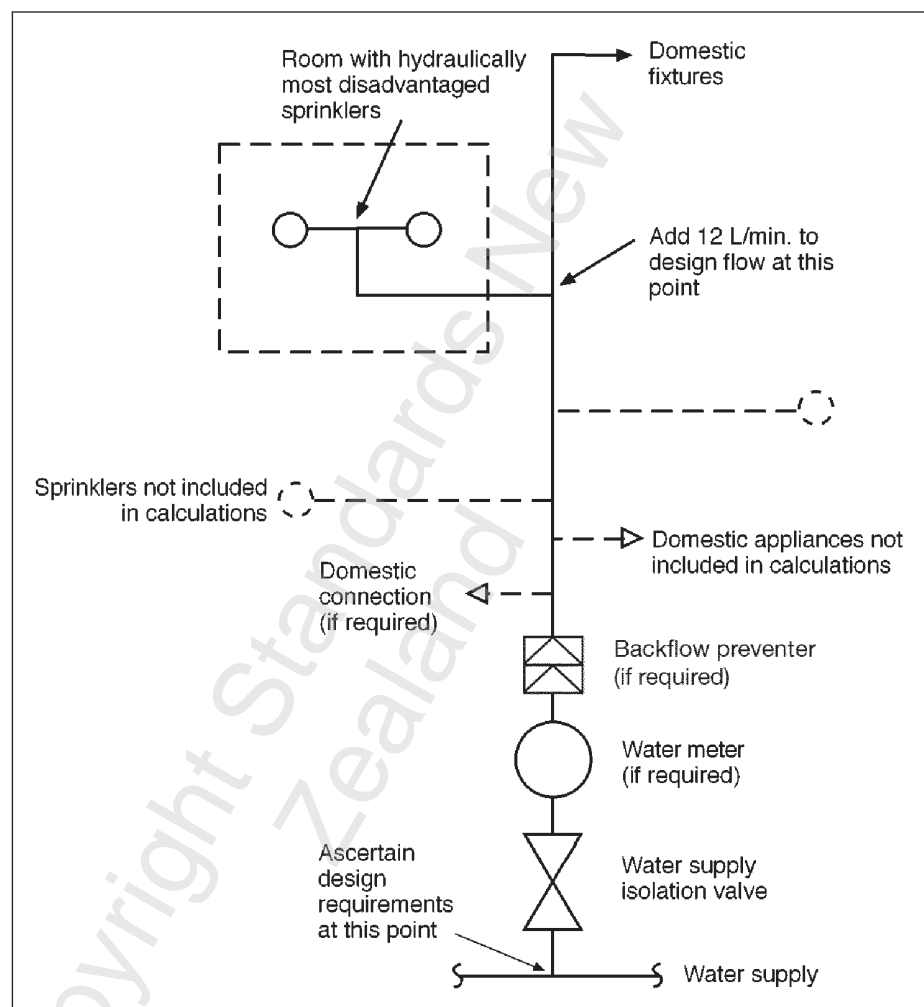 Room with hydraulically
most disadvantaged
sprinklers
Domestic
fixtures
Add 12 L/min. to
design flow at this
point
Sprinklers not included
in calculations
Domestic appliances not
included in calculations
Domestic
connection
(if required)
Backflow preventer
(if required)
Water meter
(if required)
Ascertain
design
requirements
at this point
Water supply
isolation valve
Water supply
opyright Standards New
Zealand